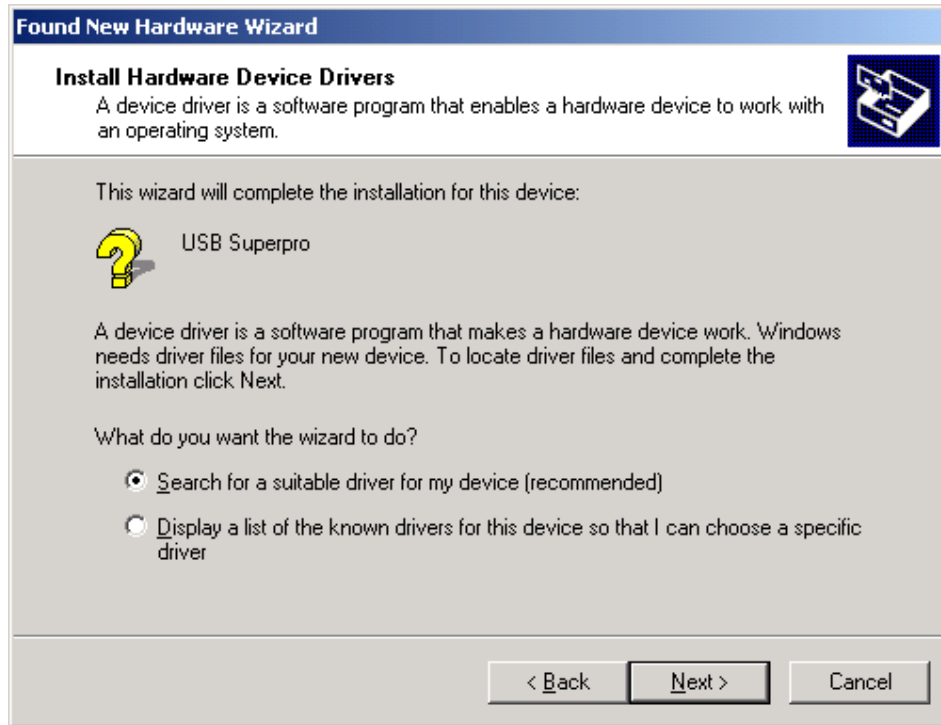 Found New Hardware Wizard
Install Hardware Device Drivers
A device driver is a software program that enables a hardware device to work with
an operating system.
This wizard will complete the installation for this device:
USB Superpro
A device driver is a software program that makes a hardware device work. Windows
needs driver files for your new device. To locate driver files and complete the
installation click Next.
What do you want the wizard to do?
Search for a suitable driver for my device (recommended)
Display a list of the known drivers for this device so that I can choose a specific
driver
< Back
Next >
Cancel